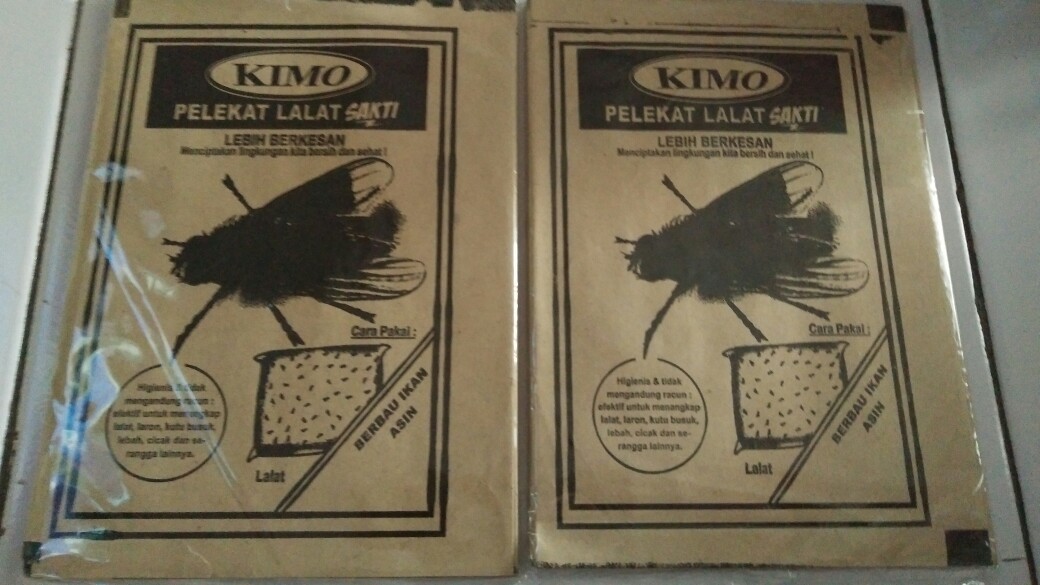 KIMO
PELEKAT LALAT SAKTI
LEBIH BERKESAN
Menciptakan lingkungan kita bersih dan sehat !
Cara Pakai :
Higienis & tidak
mengandung racun :
efektif untuk menangkap
lalat, laron, kutu busuk,
lebah, cicak dan se-
rangga lainnya.
BERBAU IKAN
ASIN
Lalat
KIMO
PELEKAT LALAT SAKTI
LEBIH BERKESAN
Menciptakan lingkungan kita bersih dan sehat !
Cara Pakai :
Higienis & tidak
mengandung racun :
efektif untuk menangkap
lalat, laron, kutu busuk,
lebah, cicak dan se-
rangga lainnya.
BERBAU IKAN
ASIN
Lalat